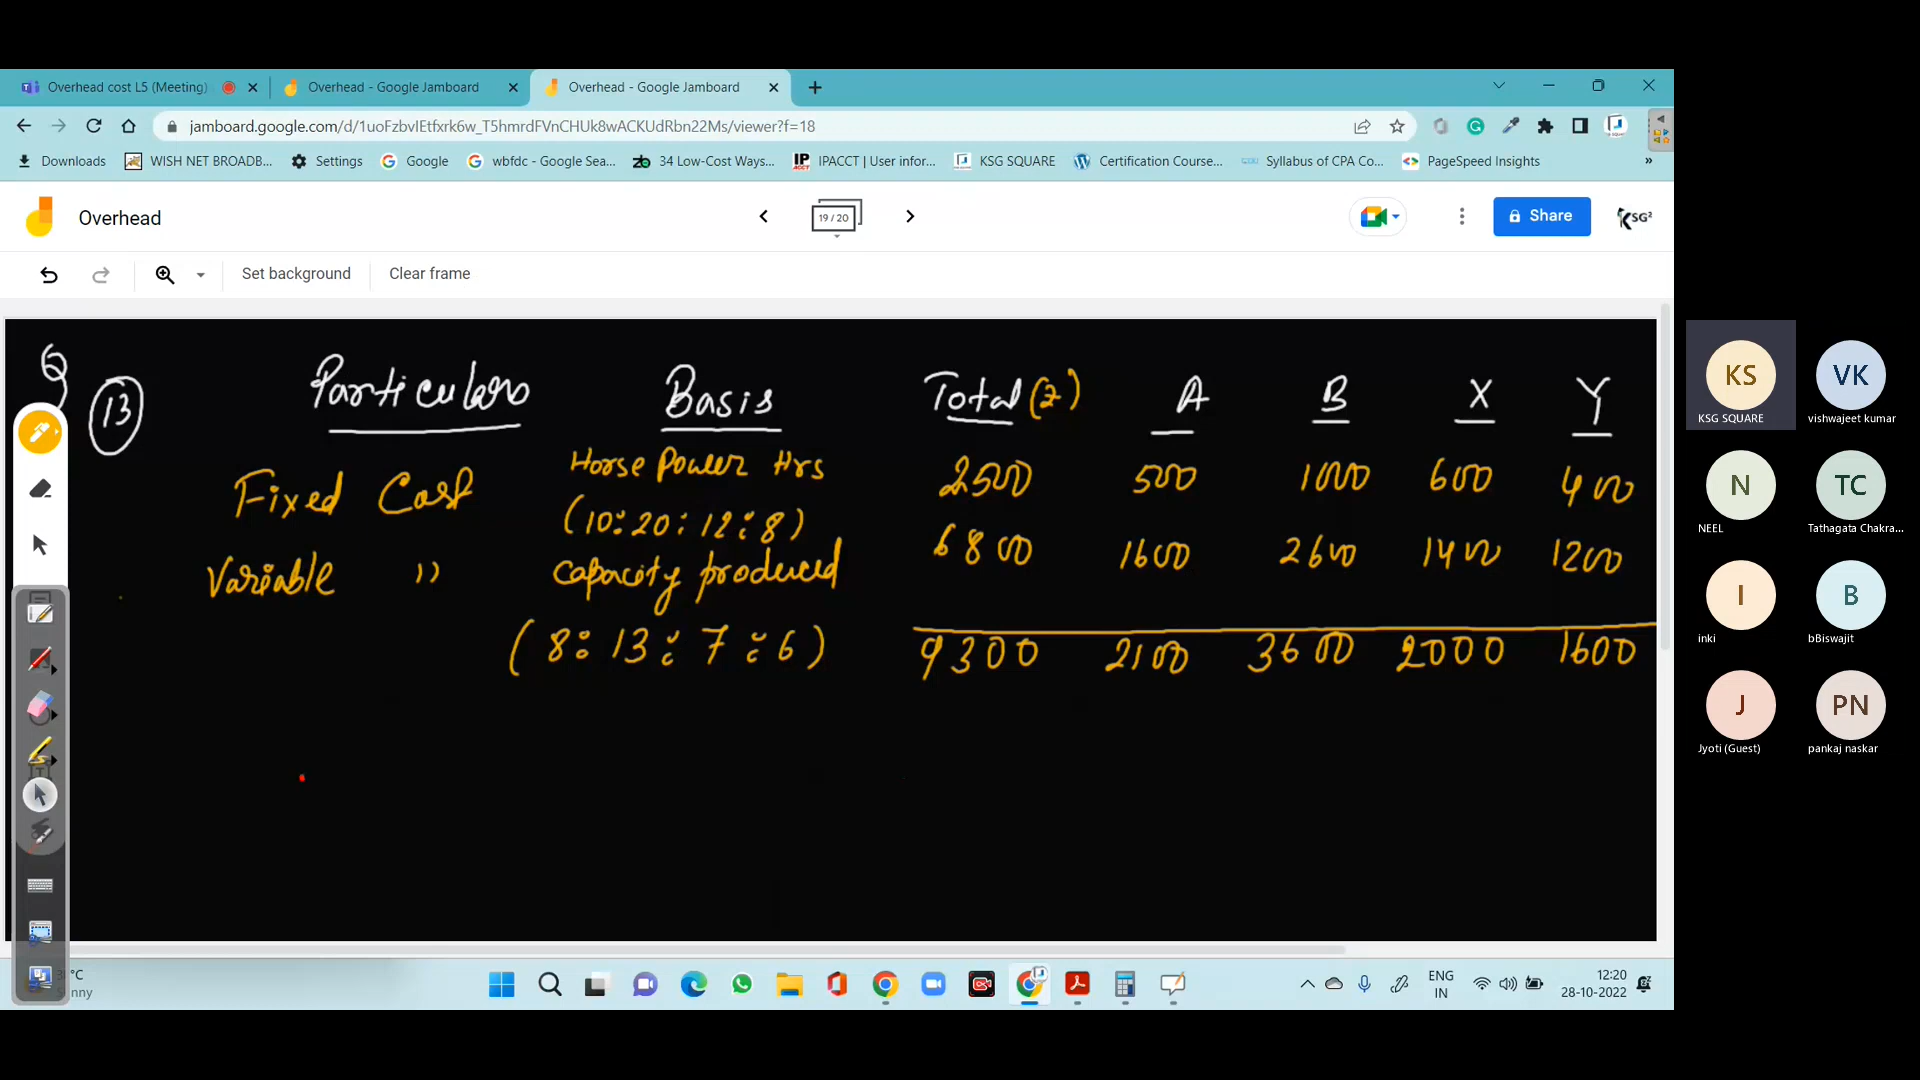 Overhead cost L5 (Meeting) Overhead - Google Jamboard Overhead - Google Jamboard
jamboard.google.com/d/1uoFzbvIEtfxrk6w_T5hmrdFVnCHUk8wACKUdRbn22Ms/viewer?f=18
Downloads WISH NET BROADB... Settings Google wbfdc - Google Sea... 34 Low-Cost Ways... IPACCT | User infor... KSG SQUARE Certification Course... Syllabus of CPA Co... PageSpeed Insights »
Overhead 19 / 20 Share KSG²
Set background Clear frame
Q 13 Particulars Basis Total (₹) A B X Y
Fixed Cost Horse Power Hrs 2500 500 1000 600 400
(10:20:12:8)
Variable " capacity produced 6800 1600 2600 1400 1200
(8:13:7:6) 9300 2100 3600 2000 1600
KS VK
KSG SQUARE vishwajeet kumar
N TC
NEEL Tathagata Chakra...
I B
inki bBiswajit
J PN
Jyoti (Guest) pankaj naskar
ENG
IN
12:20
28-10-2022